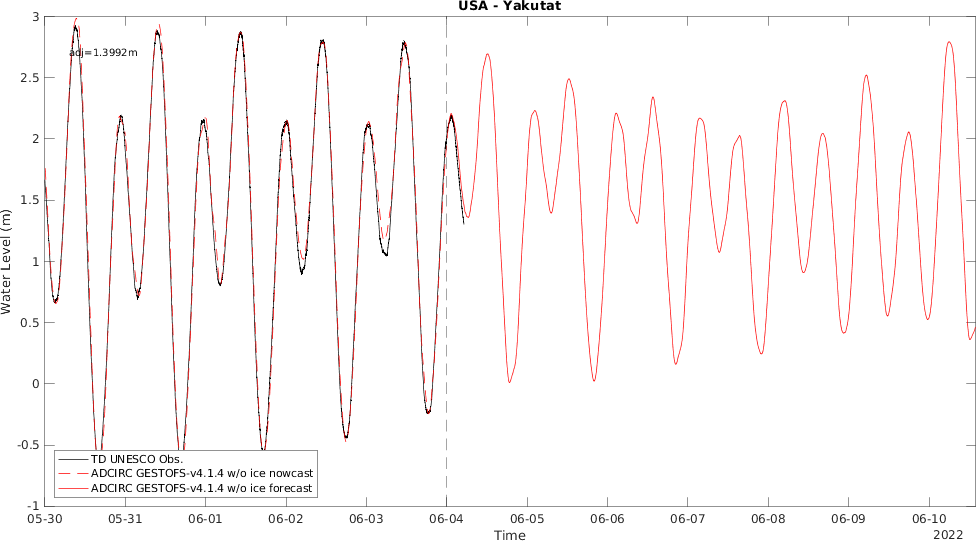 USA - Yakutat
adj=1.3992m
Water Level (m)
3
2.5
2
1.5
1
0.5
0
-0.5
-1
TD UNESCO Obs.
ADCIRC GESTOFS-v4.1.4 w/o ice nowcast
ADCIRC GESTOFS-v4.1.4 w/o ice forecast
05-30 05-31 06-01 06-02 06-03 06-04 06-05 06-06 06-07 06-08 06-09 06-10
Time
2022